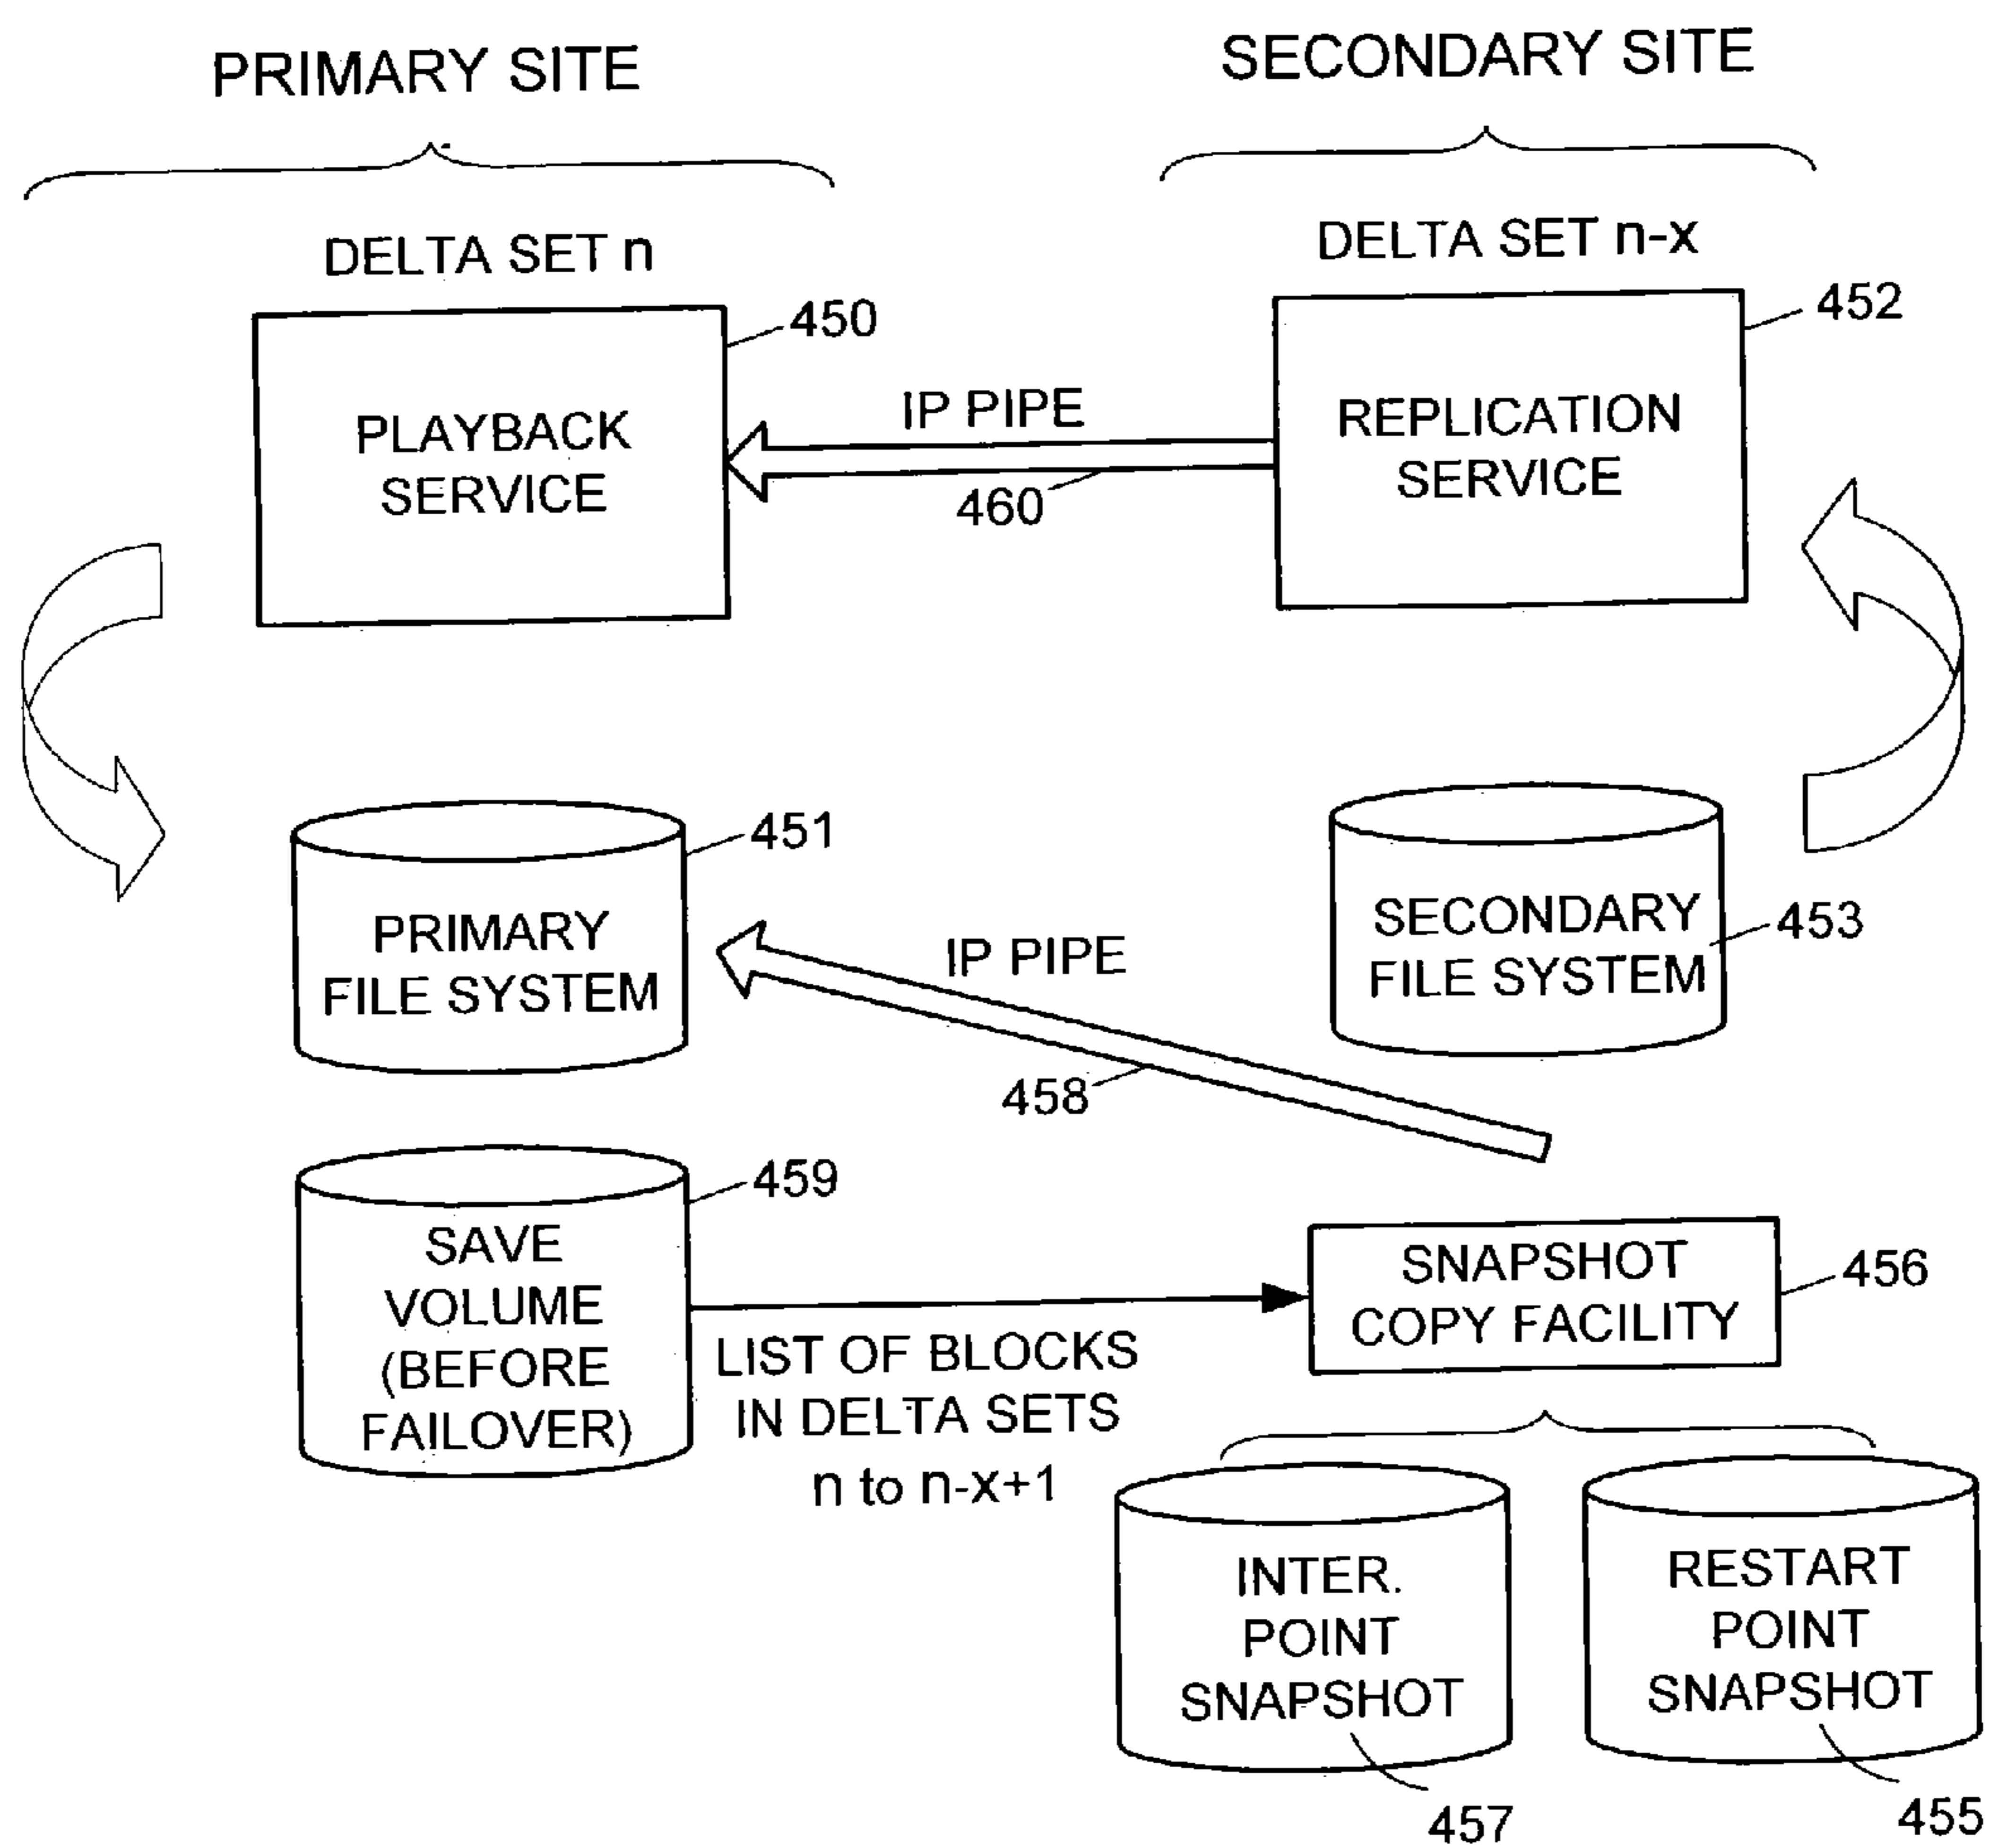 PRIMARY SITE
SECONDARY SITE
DELTA SET n
DELTA SET n-x
450
452
PLAYBACK
SERVICE
IP PIPE
460
REPLICATION
SERVICE
451
PRIMARY
FILE SYSTEM
IP PIPE
458
SECONDARY
FILE SYSTEM
453
459
SAVE
VOLUME
(BEFORE
FAILOVER)
LIST OF BLOCKS
IN DELTA SETS
n to n-x+1
SNAPSHOT
COPY FACILITY
456
INTER.
POINT
SNAPSHOT
457
RESTART
POINT
SNAPSHOT
455